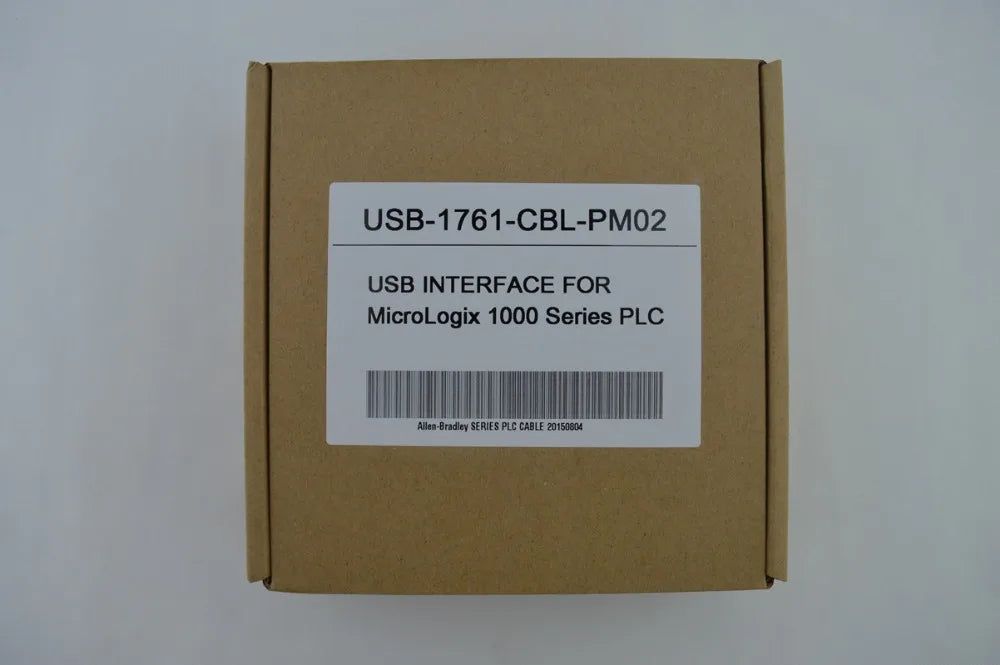 USB-1761-CBL-PM02
USB INTERFACE FOR
MicroLogix 1000 Series PLC
Allen-Bradley SERIES PLC CABLE 20150804